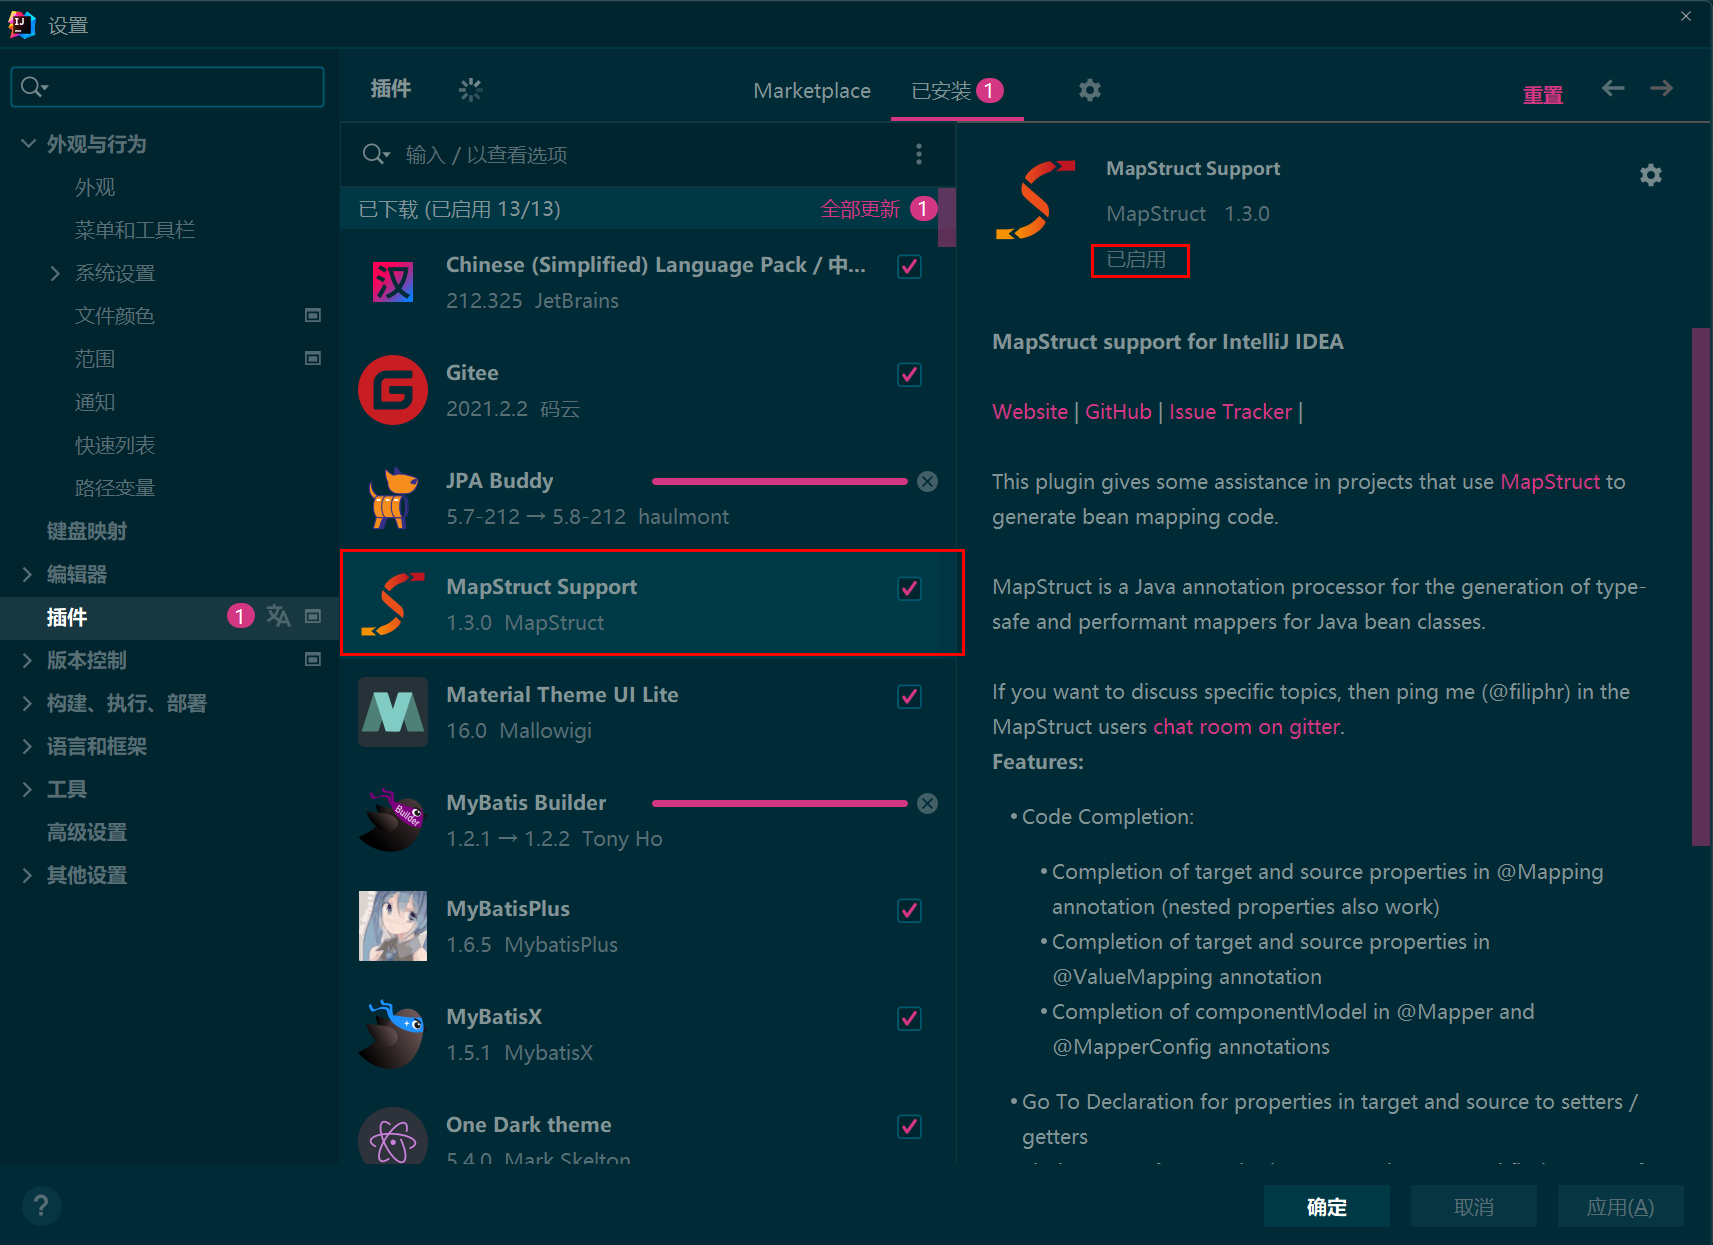 设置
插件
Marketplace
已安装 1
重置
外观与行为
外观
菜单和工具栏
系统设置
文件颜色
范围
通知
快速列表
路径变量
键盘映射
编辑器
插件 1
版本控制
构建、执行、部署
语言和框架
工具
高级设置
其他设置
输入 / 以查看选项
已下载 (已启用 13/13) 全部更新 1
汉
Chinese (Simplified) Language Pack / 中...
212.325 JetBrains
Gitee
2021.2.2 码云
JPA Buddy
5.7-212 → 5.8-212 haulmont
MapStruct Support
1.3.0 MapStruct
Material Theme UI Lite
16.0 Mallowigi
Builder
MyBatis Builder
1.2.1 → 1.2.2 Tony Ho
MyBatisPlus
1.6.5 MybatisPlus
MyBatisX
1.5.1 MybatisX
One Dark theme
5.4.0 Mark Skelton
MapStruct Support
MapStruct 1.3.0
已启用
MapStruct support for IntelliJ IDEA
Website | GitHub | Issue Tracker |
This plugin gives some assistance in projects that use MapStruct to
generate bean mapping code.
MapStruct is a Java annotation processor for the generation of type-
safe and performant mappers for Java bean classes.
If you want to discuss specific topics, then ping me (@filiphr) in the
MapStruct users chat room on gitter.
Features:
• Code Completion:
• Completion of target and source properties in @Mapping
annotation (nested properties also work)
• Completion of target and source properties in
@ValueMapping annotation
• Completion of componentModel in @Mapper and
@MapperConfig annotations
• Go To Declaration for properties in target and source to setters /
getters
?
确定
取消
应用(A)